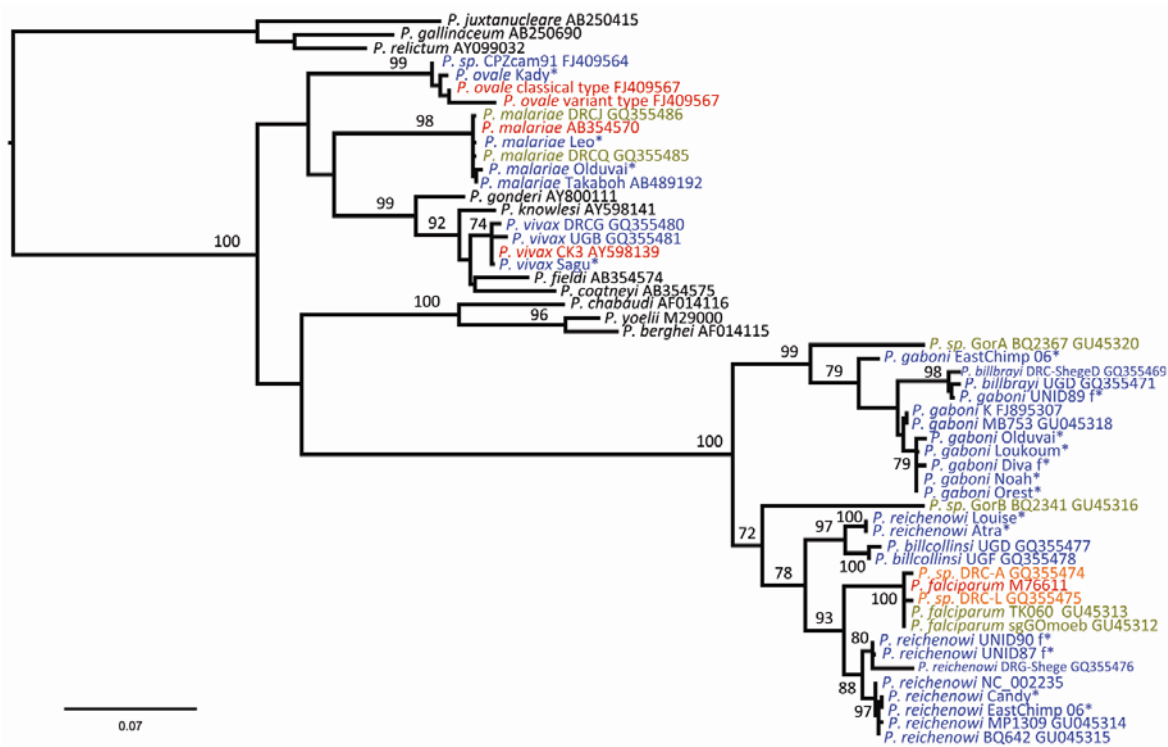 P. juxtanucleare AB250415
P. gallinaceum AB250690
P. relictum AY099032
P. sp. CPZcam91 FJ409564
99
P. ovale Kady*
P. ovale classical type FJ409567
P. ovale variant type FJ409567
P. malariae DRCJ GQ355486
98
P. malariae AB354570
P. malariae Leo*
P. malariae DRCQ GQ355485
P. malariae Olduvai*
P. malariae Takaboh AB489192
P. gonderi AY800111
99
P. knowlesi AY598141
92
74
P. vivax DRCG GQ355480
P. vivax UGB GQ355481
100
P. vivax CK3 AY598139
P. vivax Sagu*
P. fieldi AB354574
P. coatneyi AB354575
100
P. chabaudi AF014116
96
P. yoelii M29000
P. berghei AF014115
P. sp. GorA BQ2367 GU45320
99
P. gaboni EastChimp 06*
79
98
P. billbrayi DRC-ShegeD GQ355469
P. billbrayi UGD GQ355471
P. gaboni UNID89 f*
P. gaboni K FJ895307
P. gaboni MB753 GU045318
100
P. gaboni Olduvai*
P. gaboni Loukoum*
79
P. gaboni Diva f*
P. gaboni Noah*
P. gaboni Orest*
P. sp. GorB BQ2341 GU45316
72
97
100
P. reichenowi Louise*
P. reichenowi Atra*
P. billcollinsi UGD GQ355477
100
P. billcollinsi UGF GQ355478
78
P. sp. DRC-A GQ355474
P. falciparum M76611
100
P. sp. DRC-L GQ355475
P. falciparum TK060 GU45313
93
P. falciparum sgGOmoeb GU45312
80
P. reichenowi UNID90 f*
P. reichenowi UNID87 f*
P. reichenowi DRG-Shege GQ355476
88
P. reichenowi NC_002235
P. reichenowi Candy*
97
P. reichenowi EastChimp 06*
P. reichenowi MP1309 GU045314
P. reichenowi BQ642 GU045315
0.07